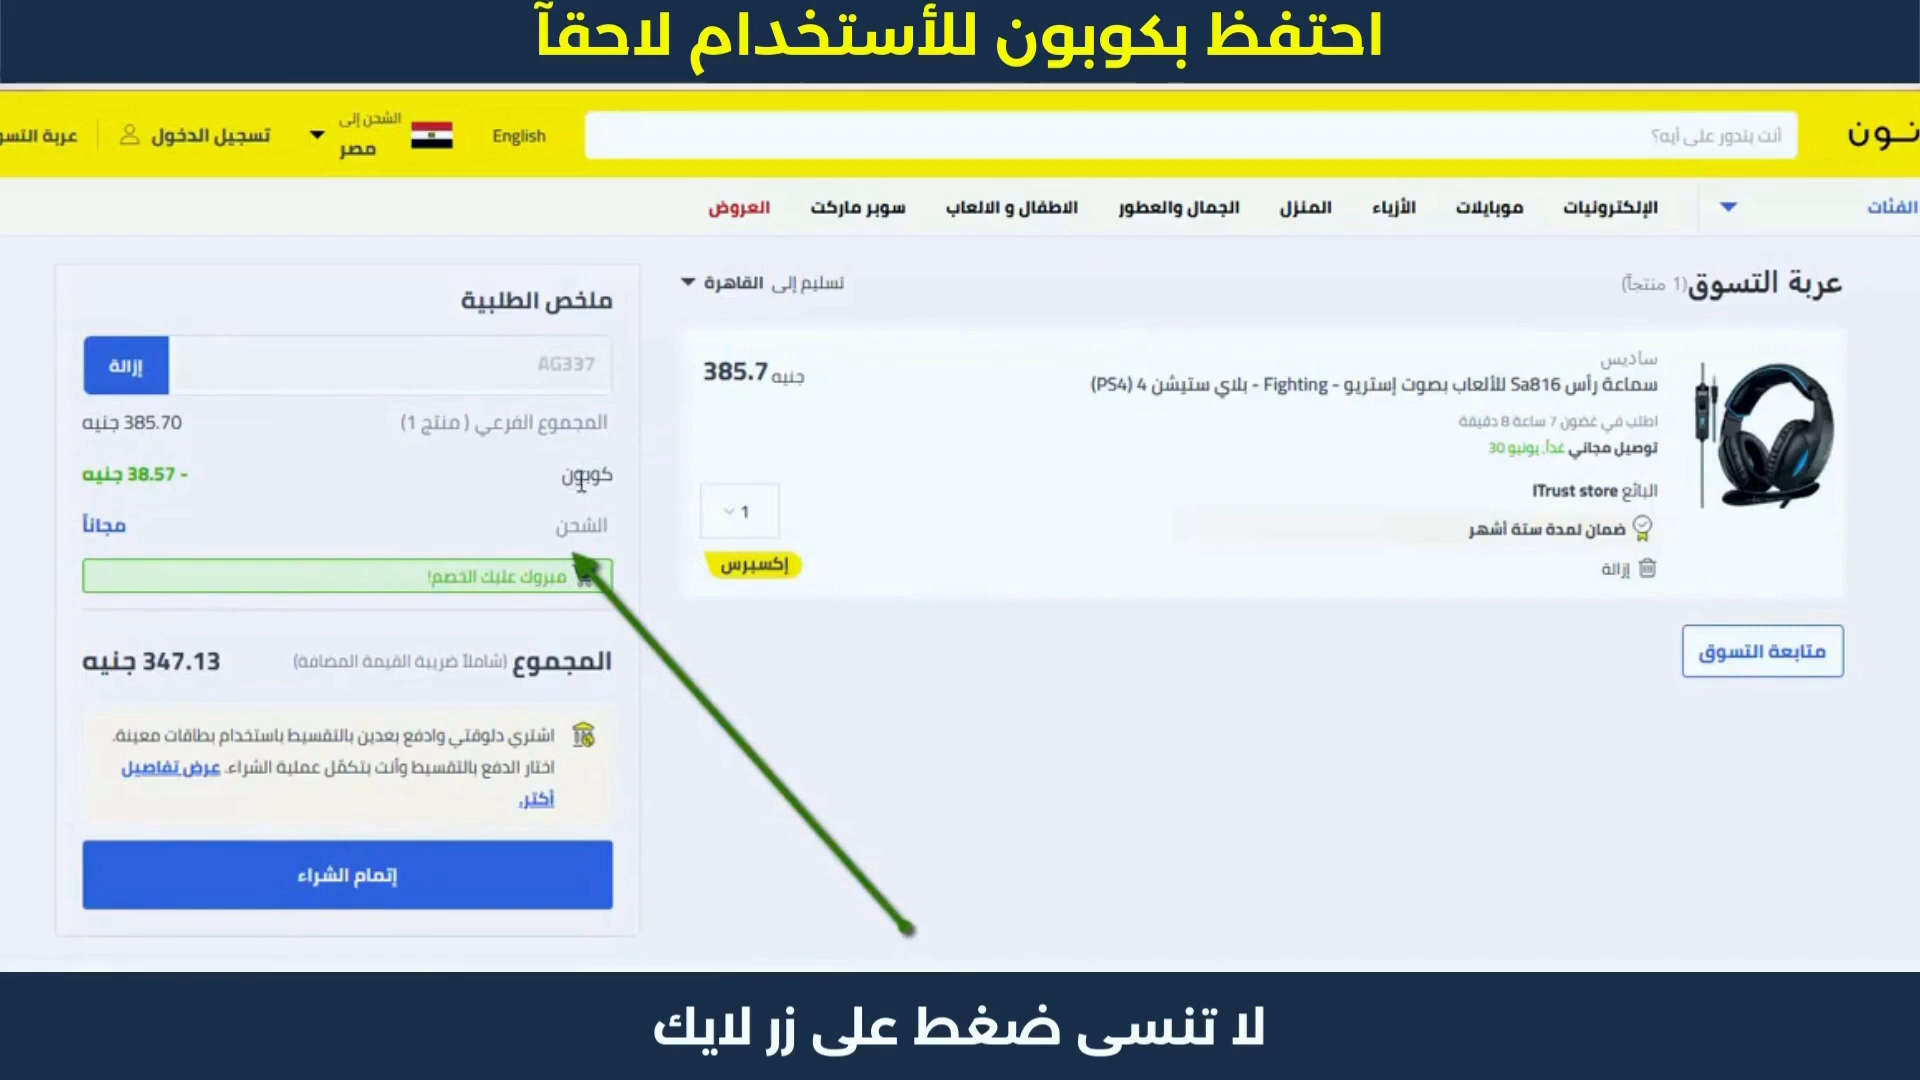 احتفظ بكوبون للأستخدام لاحقاً
نـون
أنت بتدور على أيه؟
English
الشحن إلى
مصر
تسجيل الدخول
عربة التسو
الفئات
الإلكترونيات
موبايلات
الأزياء
المنزل
الجمال والعطور
الاطفال و الالعاب
سوبر ماركت
العروض
عربة التسوق (1 منتجاً)
تسليم إلى القاهرة
ساديس
سماعة رأس Sa816 للألعاب بصوت إستريو - Fighting - بلاي ستيشن 4 (PS4)
جنيه 385.7
اطلب في غضون 7 ساعة 8 دقيقة
توصيل مجاني غداً, يونيو 30
البائع ITrust store
ضمان لمدة ستة أشهر
إزالة
1
إكسبرس
متابعة التسوق
ملخص الطلبية
AG337
إزالة
المجموع الفرعي ( منتج 1)
385.70 جنيه
كوبون
- 38.57 جنيه
الشحن
مجاناً
مبروك عليك الخصم!
المجموع (شاملاً ضريبة القيمة المضافة)
347.13 جنيه
اشتري دلوقتي وادفع بعدين بالتقسيط باستخدام بطاقات معينة.
اختار الدفع بالتقسيط وأنت بتكمّل عملية الشراء. عرض تفاصيل
أكتر.
إتمام الشراء
لا تنسى ضغط على زر لايك